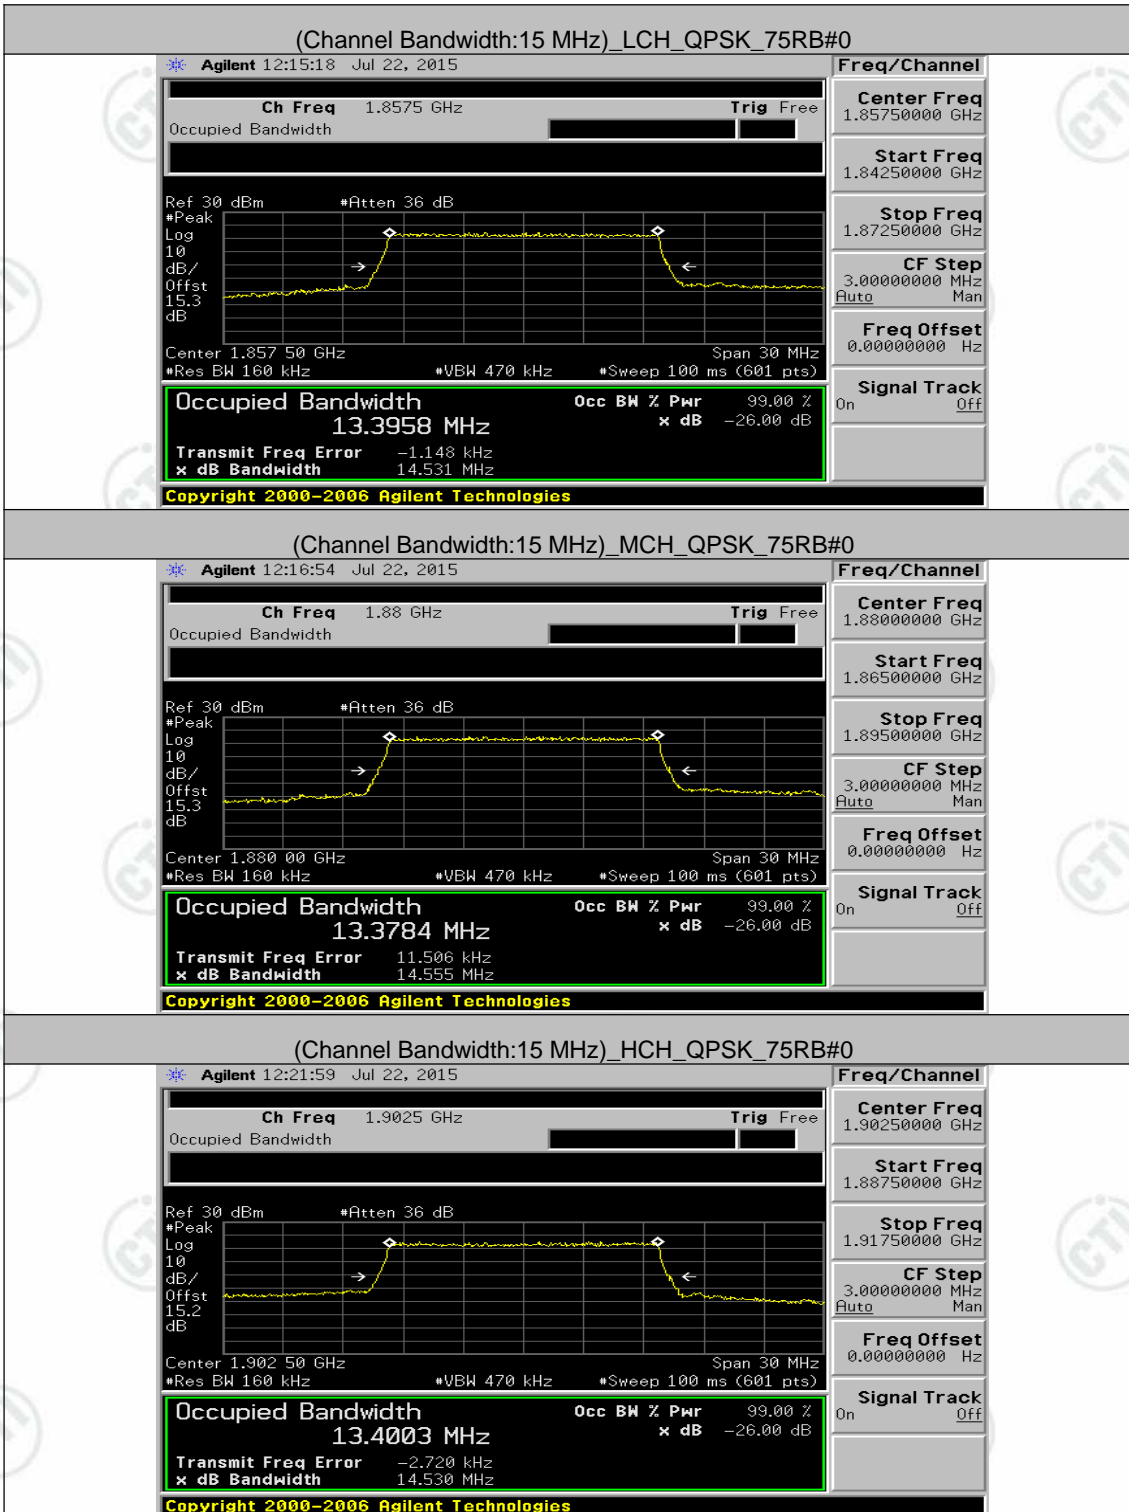 (Channel Bandwidth:15 MHz)_LCH_QPSK_75RB#0
Agilent 12:15:18 Jul 22, 2015 Freq/Channel
Ch Freq 1.8575 GHz Trig Free
Occupied Bandwidth
Center Freq
1.85750000 GHz
Start Freq
1.84250000 GHz
Stop Freq
1.87250000 GHz
CF Step
3.00000000 MHz
Auto Man
Freq Offset
0.00000000 Hz
Signal Track
On Off
Ref 30 dBm #Atten 36 dB
#Peak
Log
10
dB/
Offst
15.3
dB
Center 1.857 50 GHz Span 30 MHz
#Res BW 160 kHz #VBW 470 kHz #Sweep 100 ms (601 pts)
Occupied Bandwidth Occ BW % Pwr 99.00 %
13.3958 MHz x dB -26.00 dB
Transmit Freq Error -1.148 kHz
x dB Bandwidth 14.531 MHz
Copyright 2000-2006 Agilent Technologies
(Channel Bandwidth:15 MHz)_MCH_QPSK_75RB#0
Agilent 12:16:54 Jul 22, 2015 Freq/Channel
Ch Freq 1.88 GHz Trig Free
Occupied Bandwidth
Center Freq
1.88000000 GHz
Start Freq
1.86500000 GHz
Stop Freq
1.89500000 GHz
CF Step
3.00000000 MHz
Auto Man
Freq Offset
0.00000000 Hz
Signal Track
On Off
Ref 30 dBm #Atten 36 dB
#Peak
Log
10
dB/
Offst
15.3
dB
Center 1.880 00 GHz Span 30 MHz
#Res BW 160 kHz #VBW 470 kHz #Sweep 100 ms (601 pts)
Occupied Bandwidth Occ BW % Pwr 99.00 %
13.3784 MHz x dB -26.00 dB
Transmit Freq Error 11.506 kHz
x dB Bandwidth 14.555 MHz
Copyright 2000-2006 Agilent Technologies
(Channel Bandwidth:15 MHz)_HCH_QPSK_75RB#0
Agilent 12:21:59 Jul 22, 2015 Freq/Channel
Ch Freq 1.9025 GHz Trig Free
Occupied Bandwidth
Center Freq
1.90250000 GHz
Start Freq
1.88750000 GHz
Stop Freq
1.91750000 GHz
CF Step
3.00000000 MHz
Auto Man
Freq Offset
0.00000000 Hz
Signal Track
On Off
Ref 30 dBm #Atten 36 dB
#Peak
Log
10
dB/
Offst
15.2
dB
Center 1.902 50 GHz Span 30 MHz
#Res BW 160 kHz #VBW 470 kHz #Sweep 100 ms (601 pts)
Occupied Bandwidth Occ BW % Pwr 99.00 %
13.4003 MHz x dB -26.00 dB
Transmit Freq Error -2.720 kHz
x dB Bandwidth 14.530 MHz
Copyright 2000-2006 Agilent Technologies